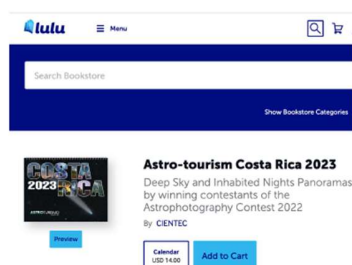 lulu
Menu
Search Bookstore
Show Bookstore Categories
COSTA
2023 RICA
Preview
Astro-tourism Costa Rica 2023
Deep Sky and Inhabited Nights Panoramas
by winning contestants of the
Astrophotography Contest 2022
By CIENTEC
Calendar
USD 14.00
Add to Cart